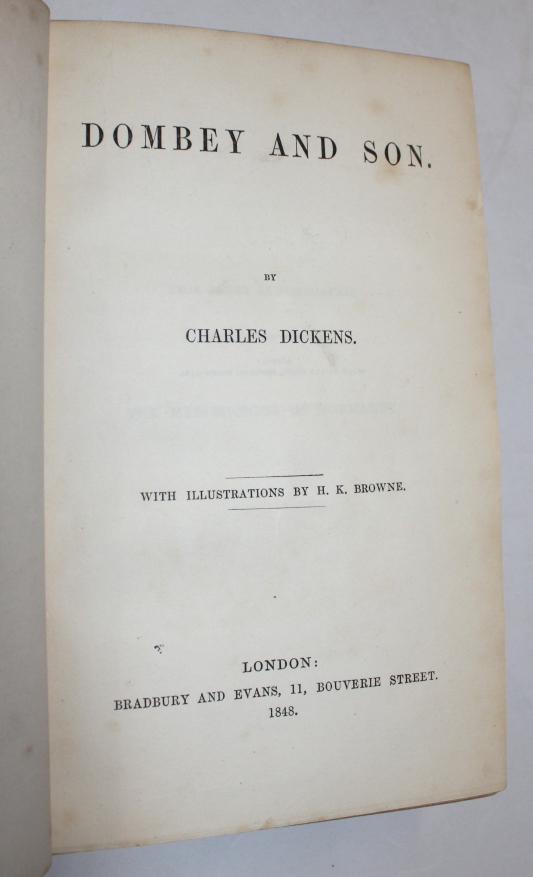 DOMBEY AND SON.
BY
CHARLES DICKENS.
WITH ILLUSTRATIONS BY H. K. BROWNE.
LONDON:
BRADBURY AND EVANS, 11, BOUVERIE STREET.
1848.